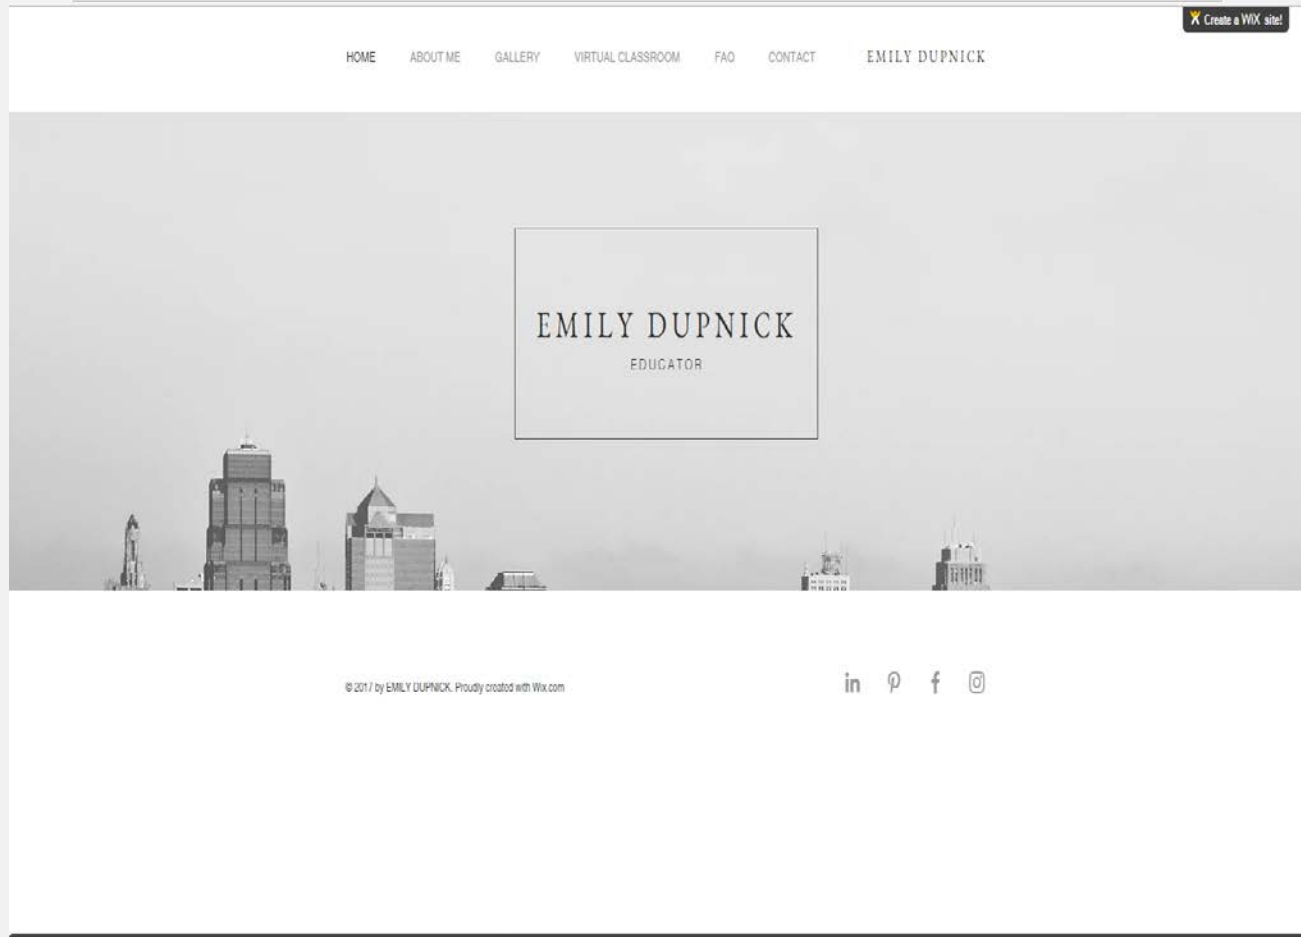 Create a WiX site!
HOME ABOUT ME GALLERY VIRTUAL CLASSROOM FAQ CONTACT EMILY DUPNICK
EMILY DUPNICK
EDUCATOR
© 2017 by EMILY DUPNICK. Proudly created with Wix.com